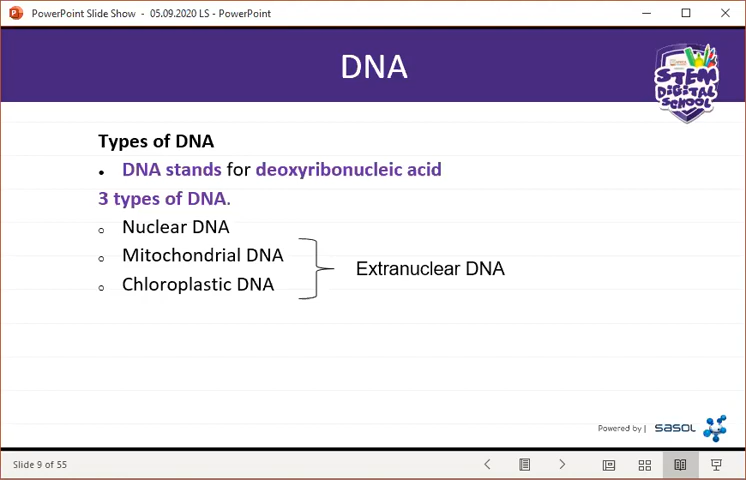 PowerPoint Slide Show - 05.09.2020 LS - PowerPoint
DNA
STEM
DIGITAL
SCHOOL
Types of DNA
• DNA stands for deoxyribonucleic acid
3 types of DNA.
o Nuclear DNA
o Mitochondrial DNA
o Chloroplastic DNA
Extranuclear DNA
Powered by | sasol
Slide 9 of 55